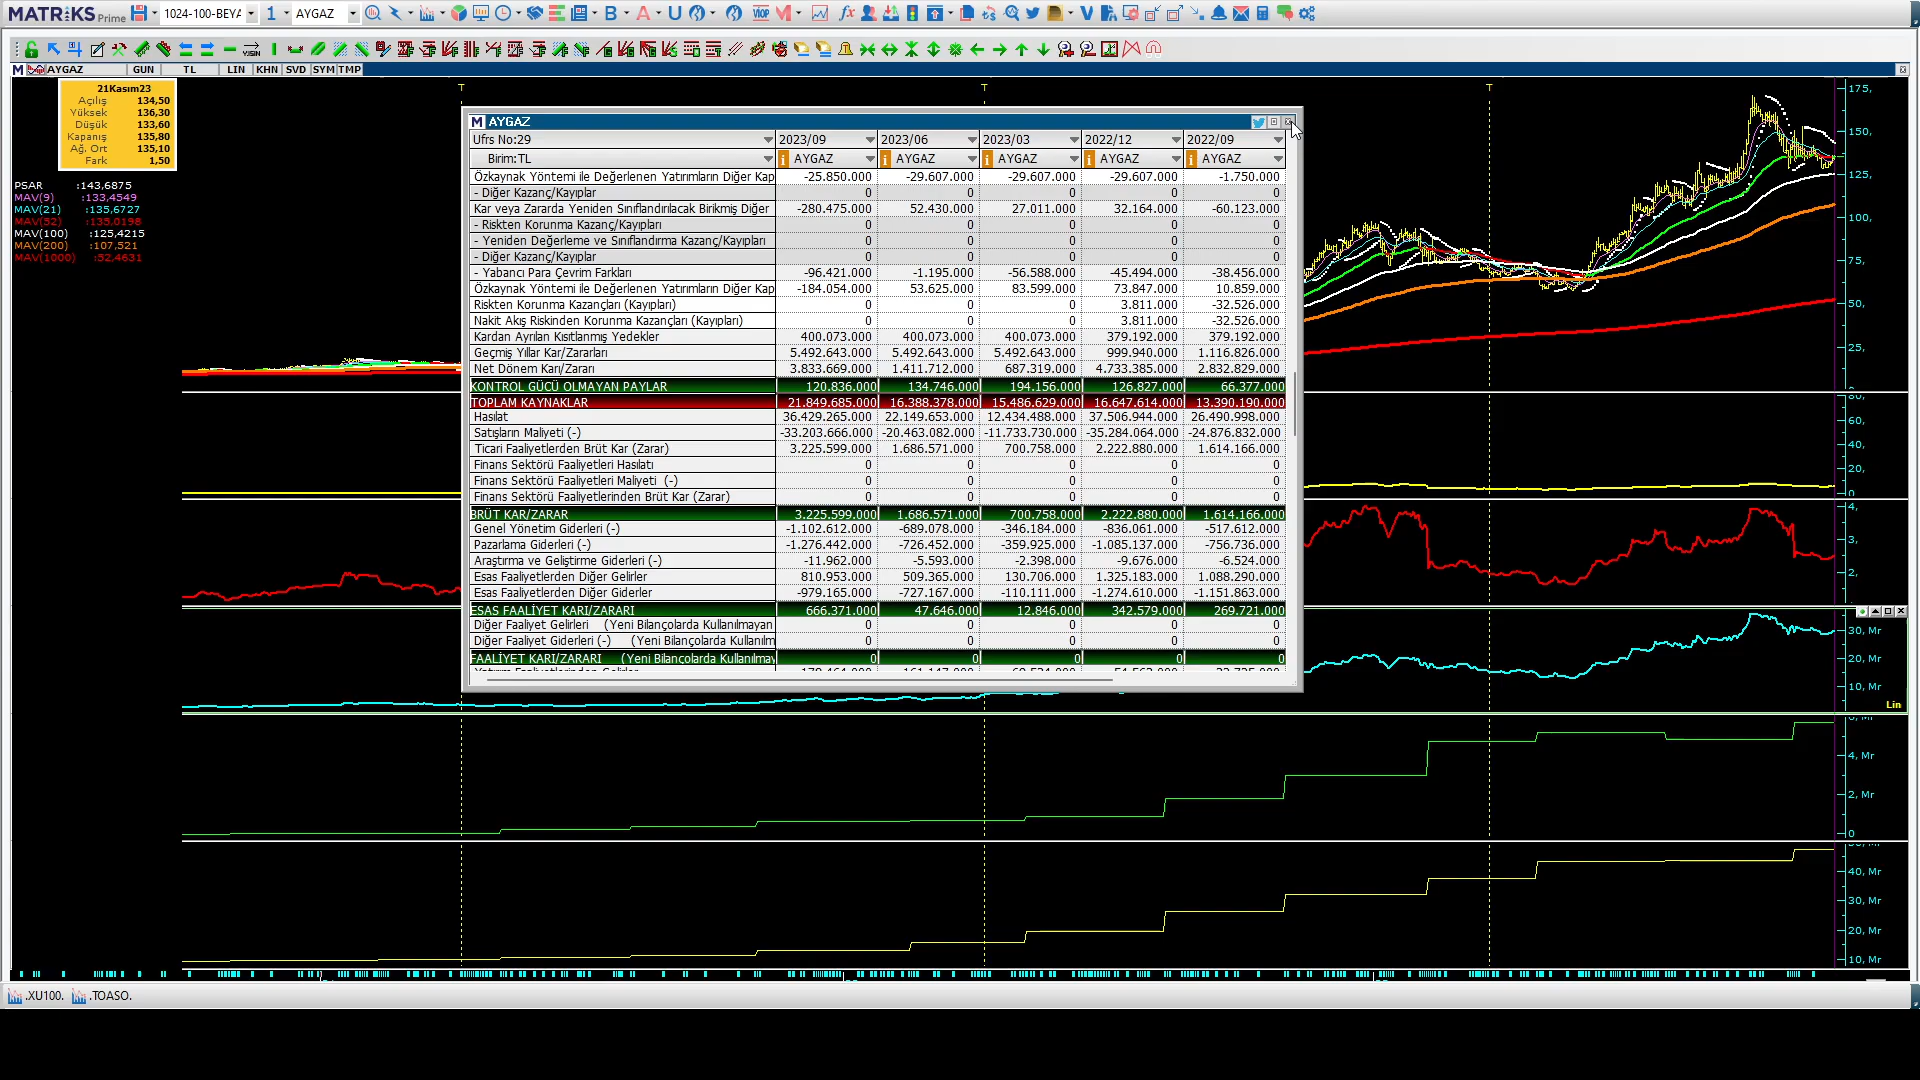 MATRİKS Prime 1024-100-BEYA 1 AYGAZ
B A U VIOP M fx V
M AYGAZ GUN TL LIN KHN SVD SYM TMP
21Kasım23
Açılış 134,50
Yüksek 136,30
Düşük 133,60
Kapanış 135,80
Ağ. Ort 135,10
Fark 1,50
PSAR :143,6875
MAV(9) :133,4549
MAV(21) :135,6727
MAV(52) :135,0198
MAV(100) :125,4215
MAV(200) :107,521
MAV(1000) :52,4631
T T T
M AYGAZ
Ufrs No:29 2023/09 2023/06 2023/03 2022/12 2022/09
Birim:TL AYGAZ AYGAZ AYGAZ AYGAZ AYGAZ
Özkaynak Yöntemi ile Değerlenen Yatırımların Diğer Kap -25.850.000 -29.607.000 -29.607.000 -29.607.000 -1.750.000
- Diğer Kazanç/Kayıplar 0 0 0 0 0
Kar veya Zararda Yeniden Sınıflandırılacak Birikmiş Diğer -280.475.000 52.430.000 27.011.000 32.164.000 -60.123.000
- Riskten Korunma Kazanç/Kayıpları 0 0 0 0 0
- Yeniden Değerleme ve Sınıflandırma Kazanç/Kayıpları 0 0 0 0 0
- Diğer Kazanç/Kayıplar 0 0 0 0 0
- Yabancı Para Çevrim Farkları -96.421.000 -1.195.000 -56.588.000 -45.494.000 -38.456.000
Özkaynak Yöntemi ile Değerlenen Yatırımların Diğer Kap -184.054.000 53.625.000 83.599.000 73.847.000 10.859.000
Riskten Korunma Kazançları (Kayıpları) 0 0 0 3.811.000 -32.526.000
Nakit Akış Riskinden Korunma Kazançları (Kayıpları) 0 0 0 3.811.000 -32.526.000
Kardan Ayrılan Kısıtlanmış Yedekler 400.073.000 400.073.000 400.073.000 379.192.000 379.192.000
Geçmiş Yıllar Kar/Zararları 5.492.643.000 5.492.643.000 5.492.643.000 999.940.000 1.116.826.000
Net Dönem Karı/Zararı 3.833.669.000 1.411.712.000 687.319.000 4.733.385.000 2.832.829.000
KONTROL GÜCÜ OLMAYAN PAYLAR 120.836.000 134.746.000 194.156.000 126.827.000 66.377.000
TOPLAM KAYNAKLAR 21.849.685.000 16.388.378.000 15.486.629.000 16.647.614.000 13.390.190.000
Hasılat 36.429.265.000 22.149.653.000 12.434.488.000 37.506.944.000 26.490.998.000
Satışların Maliyeti (-) -33.203.666.000 -20.463.082.000 -11.733.730.000 -35.284.064.000 -24.876.832.000
Ticari Faaliyetlerden Brüt Kar (Zarar) 3.225.599.000 1.686.571.000 700.758.000 2.222.880.000 1.614.166.000
Finans Sektörü Faaliyetleri Hasılatı 0 0 0 0 0
Finans Sektörü Faaliyetleri Maliyeti (-) 0 0 0 0 0
Finans Sektörü Faaliyetlerinden Brüt Kar (Zarar) 0 0 0 0 0
BRÜT KAR/ZARAR 3.225.599.000 1.686.571.000 700.758.000 2.222.880.000 1.614.166.000
Genel Yönetim Giderleri (-) -1.102.612.000 -689.078.000 -346.184.000 -836.061.000 -517.612.000
Pazarlama Giderleri (-) -1.276.442.000 -726.452.000 -359.925.000 -1.085.137.000 -756.736.000
Araştırma ve Geliştirme Giderleri (-) -11.962.000 -5.593.000 -2.398.000 -9.676.000 -6.524.000
Esas Faaliyetlerden Diğer Gelirler 810.953.000 509.365.000 130.706.000 1.325.183.000 1.088.290.000
Esas Faaliyetlerden Diğer Giderler -979.165.000 -727.167.000 -110.111.000 -1.274.610.000 -1.151.863.000
ESAS FAALİYET KARI/ZARARI 666.371.000 47.646.000 12.846.000 342.579.000 269.721.000
Diğer Faaliyet Gelirleri (Yeni Bilançolarda Kullanılmayan 0 0 0 0 0
Diğer Faaliyet Giderleri (-) (Yeni Bilançolarda Kullanılm 0 0 0 0 0
FAALİYET KARI/ZARARI (Yeni Bilançolarda Kullanılmay 0 0 0 0 0
175,
150,
125,
100,
75,
50,
25,
60,
40,
20,
0
4,
3,
2,
30, Mr
20, Mr
10, Mr
Lin
4, Mr
2, Mr
0
40, Mr
30, Mr
20, Mr
10, Mr
.XU100. .TOASO.